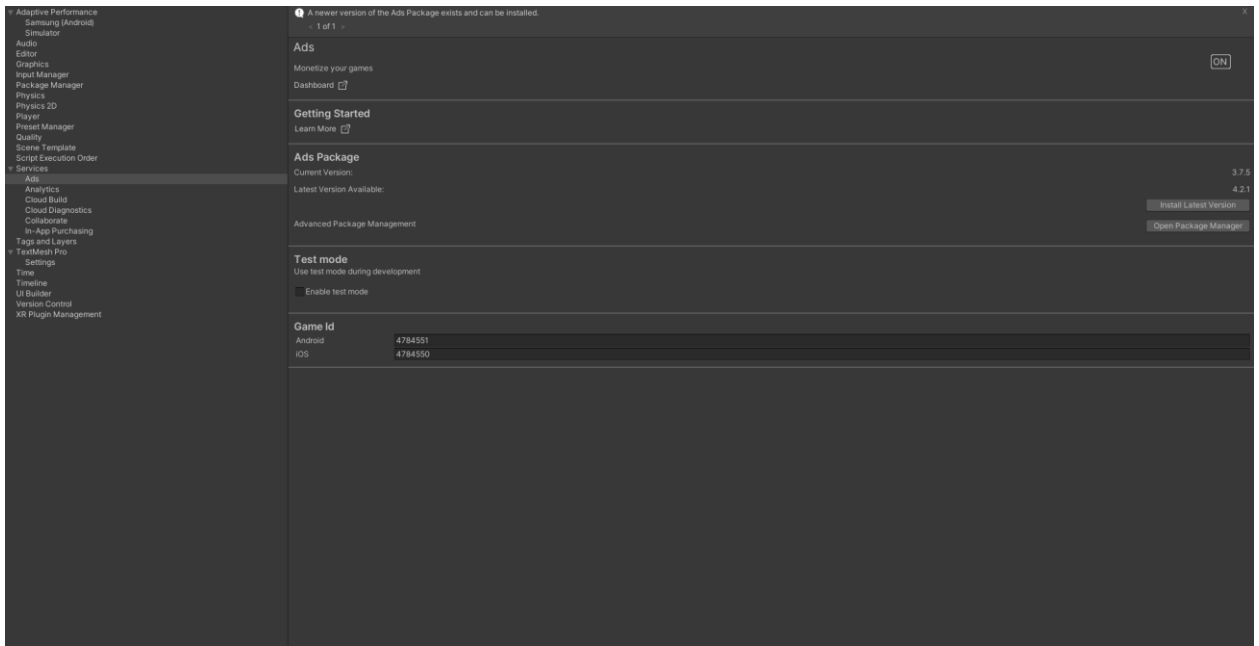 Adaptive Performance
Samsung (Android)
Simulator
Audio
Editor
Graphics
Input Manager
Package Manager
Physics
Physics 2D
Player
Preset Manager
Quality
Scene Template
Script Execution Order
Services
Ads
Analytics
Cloud Build
Cloud Diagnostics
Collaborate
In-App Purchasing
Tags and Layers
TextMesh Pro
Settings
Time
Timeline
UI Builder
Version Control
XR Plugin Management
A newer version of the Ads Package exists and can be installed. X
< 1 of 1 >
Ads
ON
Monetize your games
Dashboard
Getting Started
Learn More
Ads Package
Current Version: 3.7.5
Latest Version Available: 4.2.1
Install Latest Version
Advanced Package Management Open Package Manager
Test mode
Use test mode during development
Enable test mode
Game Id
Android 4784551
iOS 4784550